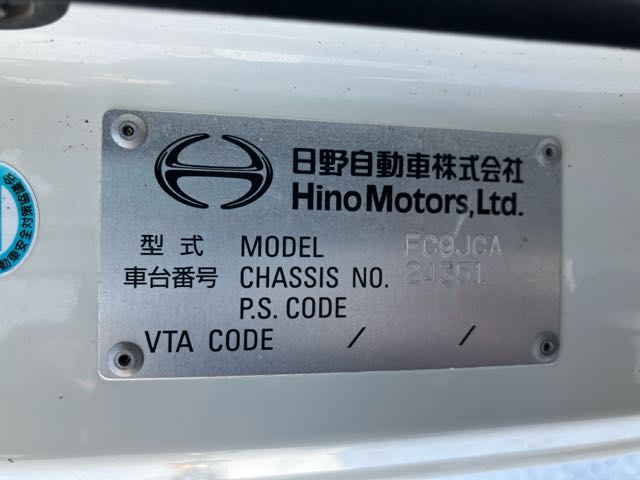 日野自動車株式会社
Hino Motors, Ltd.
型式 MODEL FC9JCA
車台番号 CHASSIS NO. 24351
P.S. CODE
VTA CODE / /